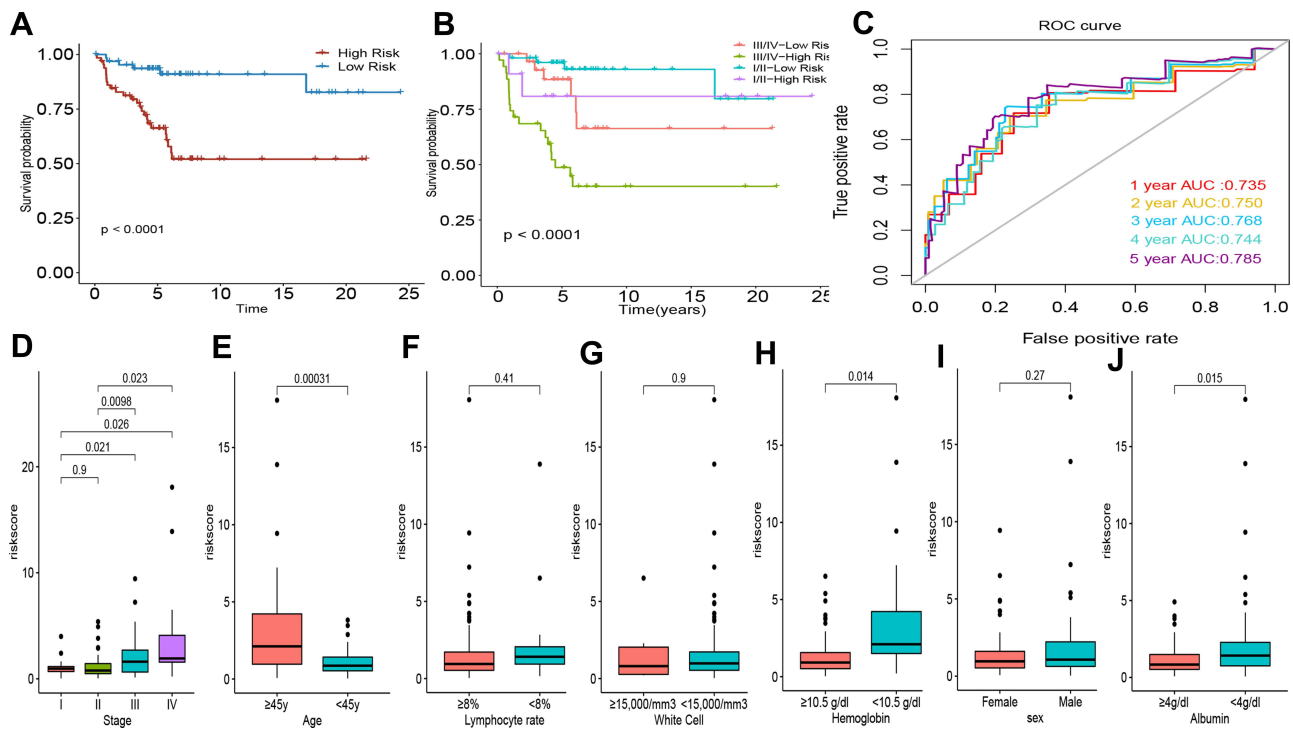 A
1.00
0.75
0.50
0.25
0.00
Survival probability
High Risk
Low Risk
p < 0.0001
0 5 10 15 20 25
Time
B
1.00
0.75
0.50
0.25
0.00
Survival probability
III/IV-Low Ris
III/IV-High Ris
I/II-Low Risk
I/II-High Risk
p < 0.0001
0 5 10 15 20 25
Time(years)
C
ROC curve
True positive rate
0.0 0.2 0.4 0.6 0.8 1.0
1 year AUC :0.735
2 year AUC:0.750
3 year AUC:0.768
4 year AUC:0.744
5 year AUC:0.785
0.0 0.2 0.4 0.6 0.8 1.0
False positive rate
D
0.023
0.0098
0.026
0.021
0.9
20
10
0
riskscore
I II III IV
Stage
E
0.00031
15
10
5
0
riskscore
≥45y <45y
Age
F
0.41
15
10
5
0
riskscore
≥8% <8%
Lymphocyte rate
G
0.9
15
10
5
0
riskscore
≥15,000/mm3 <15,000/mm3
White Cell
H
0.014
15
10
5
0
riskscore
≥10.5 g/dl <10.5 g/dl
Hemoglobin
I
0.27
15
10
5
0
riskscore
Female Male
sex
J
0.015
15
10
5
0
riskscore
≥4g/dl <4g/dl
Albumin